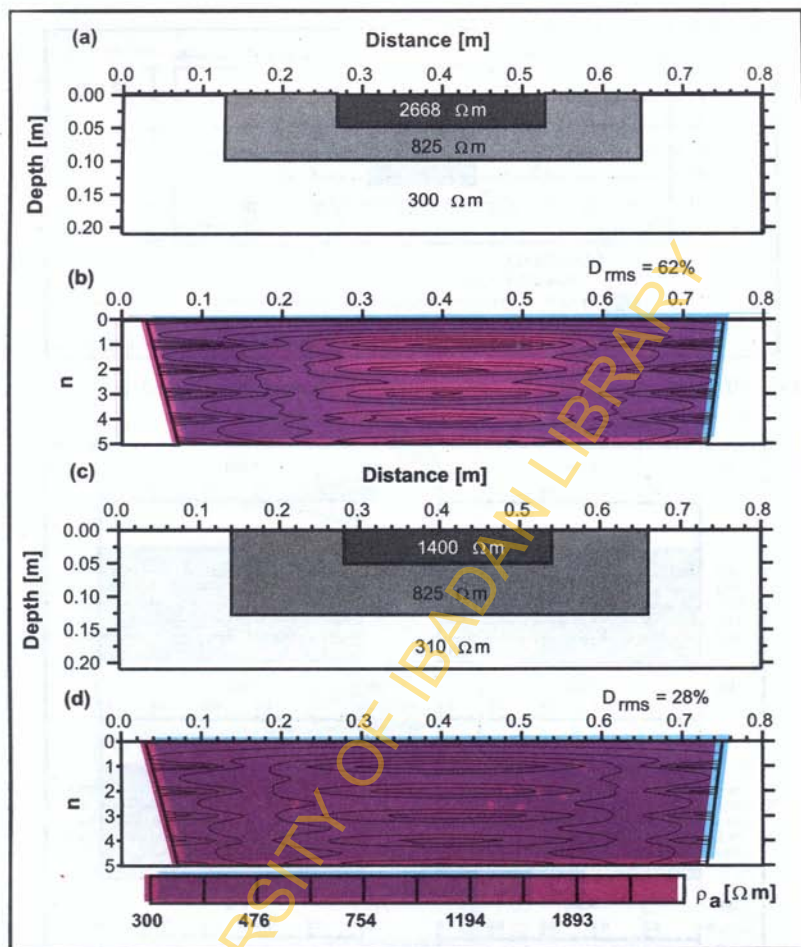 (a)
Distance [m]
0.0 0.1 0.2 0.3 0.4 0.5 0.6 0.7 0.8
0.00
0.05
0.10
0.15
0.20
Depth [m]
2668 Ωm
825 Ωm
300 Ωm
(b)
D rms = 62%
0.0 0.1 0.2 0.3 0.4 0.5 0.6 0.7 0.8
0
1
2
3
4
5
n
(c)
Distance [m]
0.0 0.1 0.2 0.3 0.4 0.5 0.6 0.7 0.8
0.00
0.05
0.10
0.15
0.20
Depth [m]
1400 Ωm
825 Ωm
310 Ωm
(d)
D rms = 28%
0.0 0.1 0.2 0.3 0.4 0.5 0.6 0.7 0.8
0
1
2
3
4
5
n
ρa [Ωm]
300 476 754 1194 1893
RSITY OF IBADAN LIBRARY